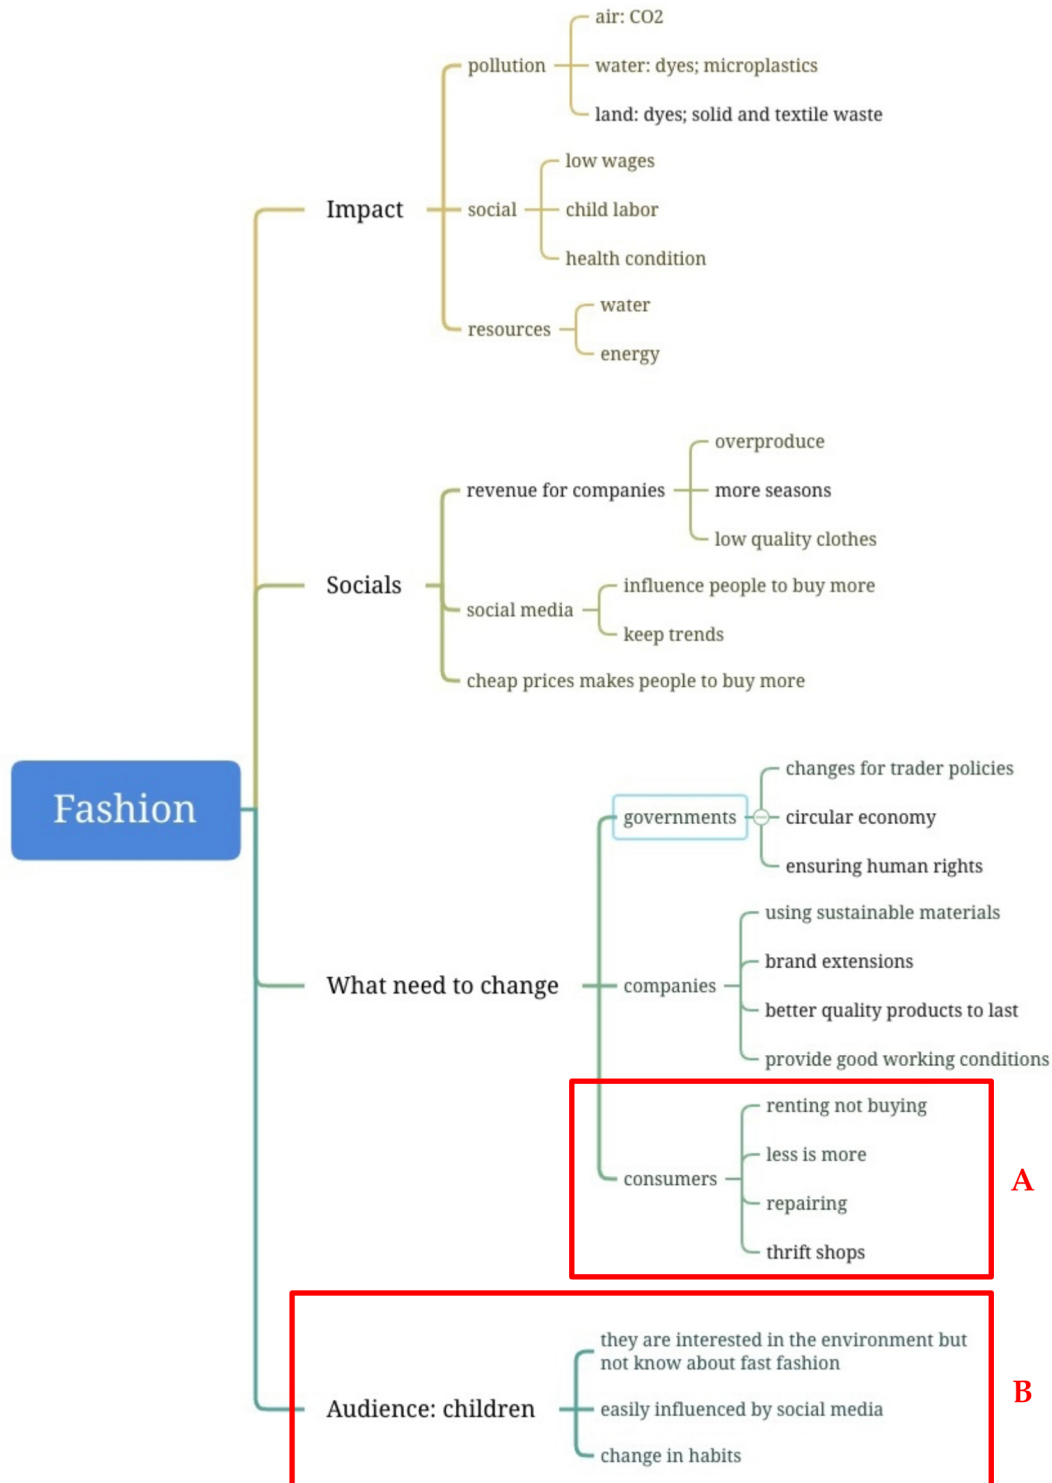 air: CO2
pollution
water: dyes; microplastics
land: dyes; solid and textile waste
low wages
Impact
social
child labor
health condition
water
resources
energy
overproduce
revenue for companies
more seasons
low quality clothes
Socials
influence people to buy more
social media
keep trends
cheap prices makes people to buy more
Fashion
changes for trader policies
governments
circular economy
ensuring human rights
using sustainable materials
brand extensions
What need to change
companies
better quality products to last
provide good working conditions
renting not buying
less is more
consumers
A
repairing
thrift shops
they are interested in the environment but
not know about fast fashion
B
Audience: children
easily influenced by social media
change in habits